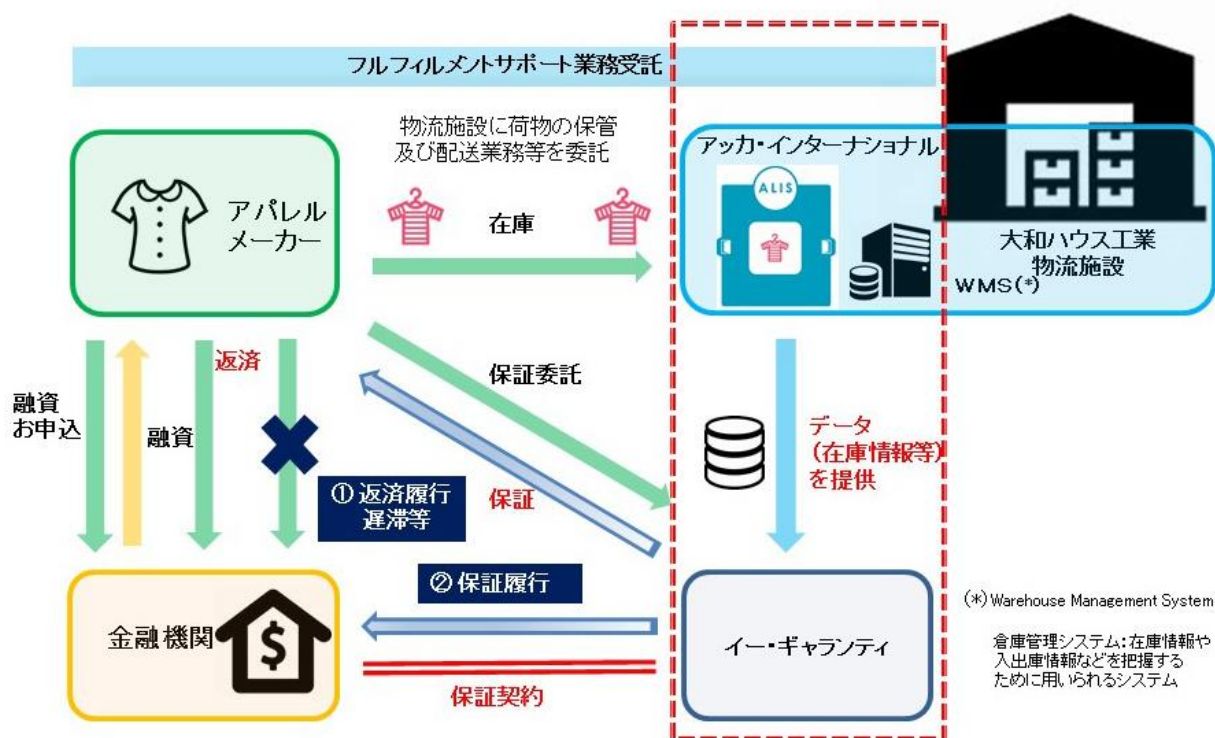 フルフィルメントサポート業務受託
物流施設に荷物の保管
及び配送業務等を委託
アパレル
メーカー
在庫
アッカ・インターナショナル
ALIS
大和ハウス工業
物流施設
WMS(*)
融資
お申込
融資
返済
保証委託
保証
データ
(在庫情報等)
を提供
① 返済履行
遅滞等
② 保証履行
金融機関
$
保証契約
イー・ギャランティ
(*)Warehouse Management System
倉庫管理システム:在庫情報や
入出庫情報などを把握する
ために用いられるシステム